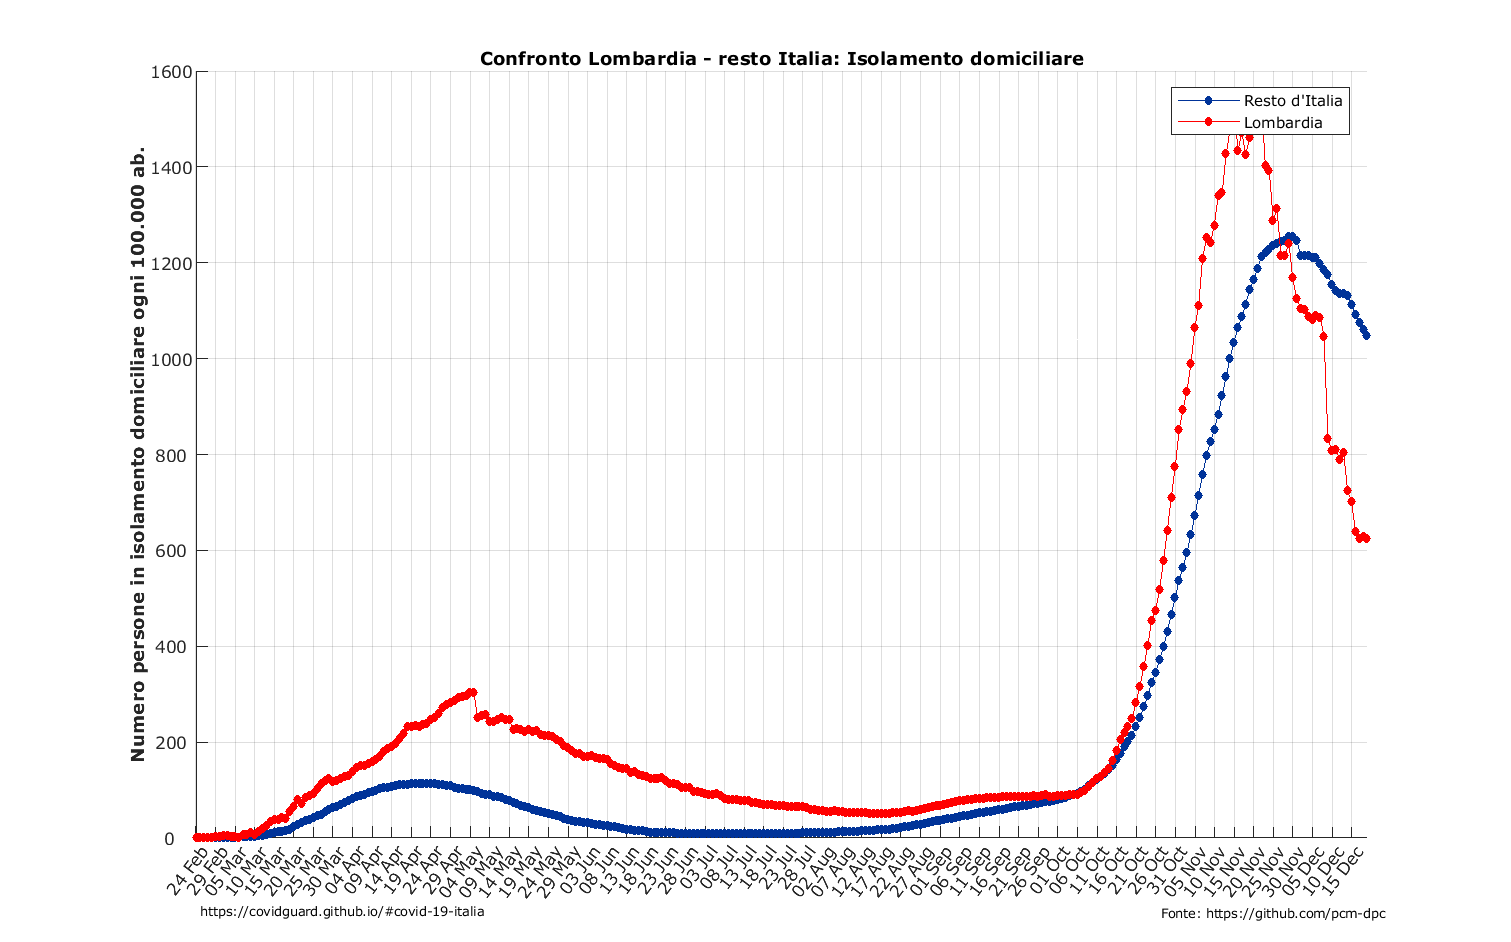 Confronto Lombardia - resto Italia: Isolamento domiciliare
Numero persone in isolamento domiciliare ogni 100.000 ab.
1600
1400
1200
1000
800
600
400
200
0
Resto d'Italia
Lombardia
24 Feb
29 Feb
05 Mar
10 Mar
15 Mar
20 Mar
25 Mar
30 Mar
04 Apr
09 Apr
14 Apr
19 Apr
24 Apr
29 Apr
04 May
09 May
14 May
19 May
24 May
29 May
03 Jun
08 Jun
13 Jun
18 Jun
23 Jun
28 Jun
03 Jul
08 Jul
13 Jul
18 Jul
23 Jul
28 Jul
02 Aug
07 Aug
12 Aug
17 Aug
22 Aug
27 Aug
01 Sep
06 Sep
11 Sep
16 Sep
21 Sep
26 Sep
01 Oct
06 Oct
11 Oct
16 Oct
21 Oct
26 Oct
31 Oct
05 Nov
10 Nov
15 Nov
20 Nov
25 Nov
30 Nov
05 Dec
10 Dec
15 Dec
https://covidguard.github.io/#covid-19-italia
Fonte: https://github.com/pcm-dpc